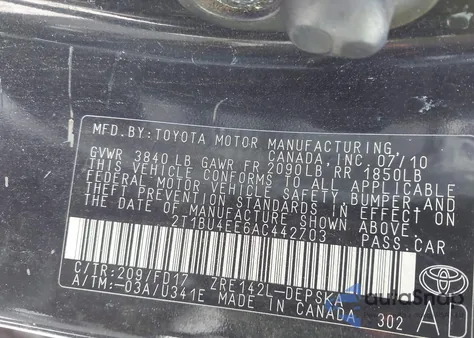 MFD. BY: TOYOTA MOTOR MANUFACTURING,
CANADA, INC. 07/10
GVWR 3840 LB GAWR FR 2090LB RR 1850LB
THIS VEHICLE CONFORMS TO ALL APPLICABLE
FEDERAL MOTOR VEHICLE SAFETY, BUMPER, AND
THEFT PREVENTION STANDARDS IN EFFECT ON
THE DATE OF MANUFACTURE SHOWN ABOVE.
2T1BU4EE6AC442703 PASS.CAR
C/TR:209/FD17 ZRE142L-DEPSKA
A/TM:-03A/U341E MADE IN CANADA 302
TOYOTA
AD
AutoSnap